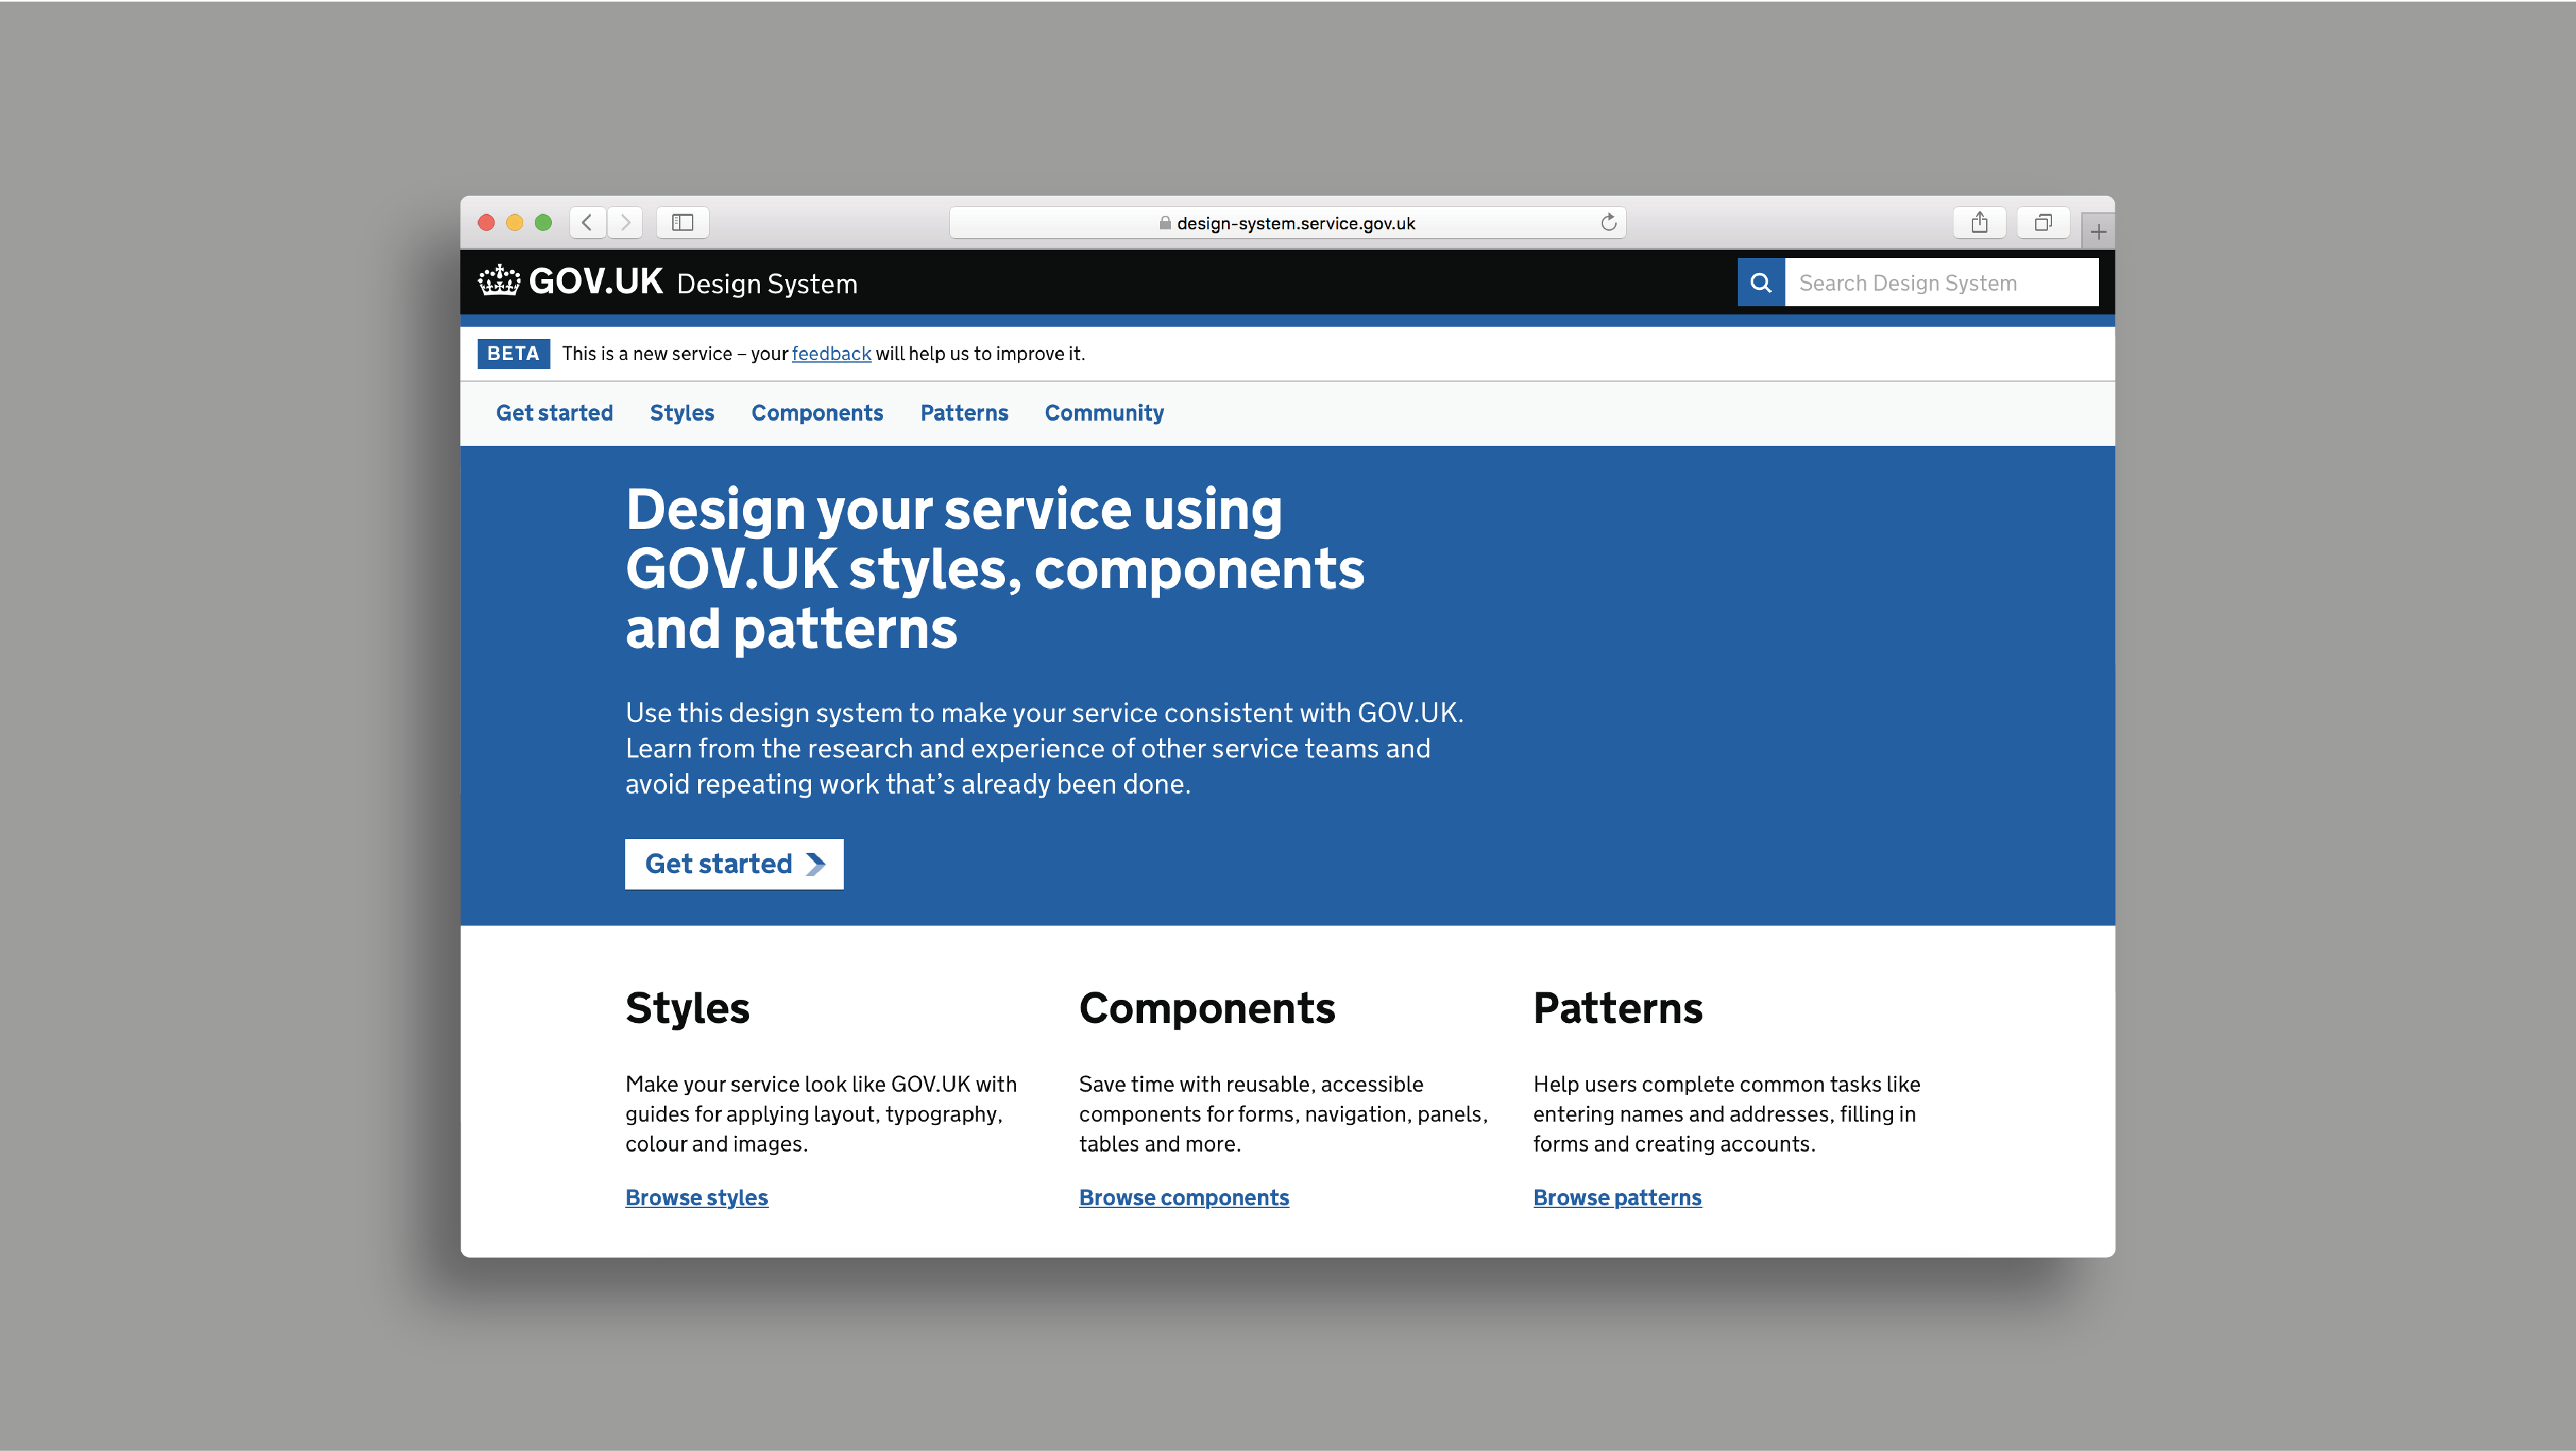 design-system.service.gov.uk
GOV.UK Design System
Search Design System
BETA This is a new service – your feedback will help us to improve it.
Get started Styles Components Patterns Community
Design your service using
GOV.UK styles, components
and patterns
Use this design system to make your service consistent with GOV.UK.
Learn from the research and experience of other service teams and
avoid repeating work that’s already been done.
Get started
Styles
Make your service look like GOV.UK with
guides for applying layout, typography,
colour and images.
Browse styles
Components
Save time with reusable, accessible
components for forms, navigation, panels,
tables and more.
Browse components
Patterns
Help users complete common tasks like
entering names and addresses, filling in
forms and creating accounts.
Browse patterns